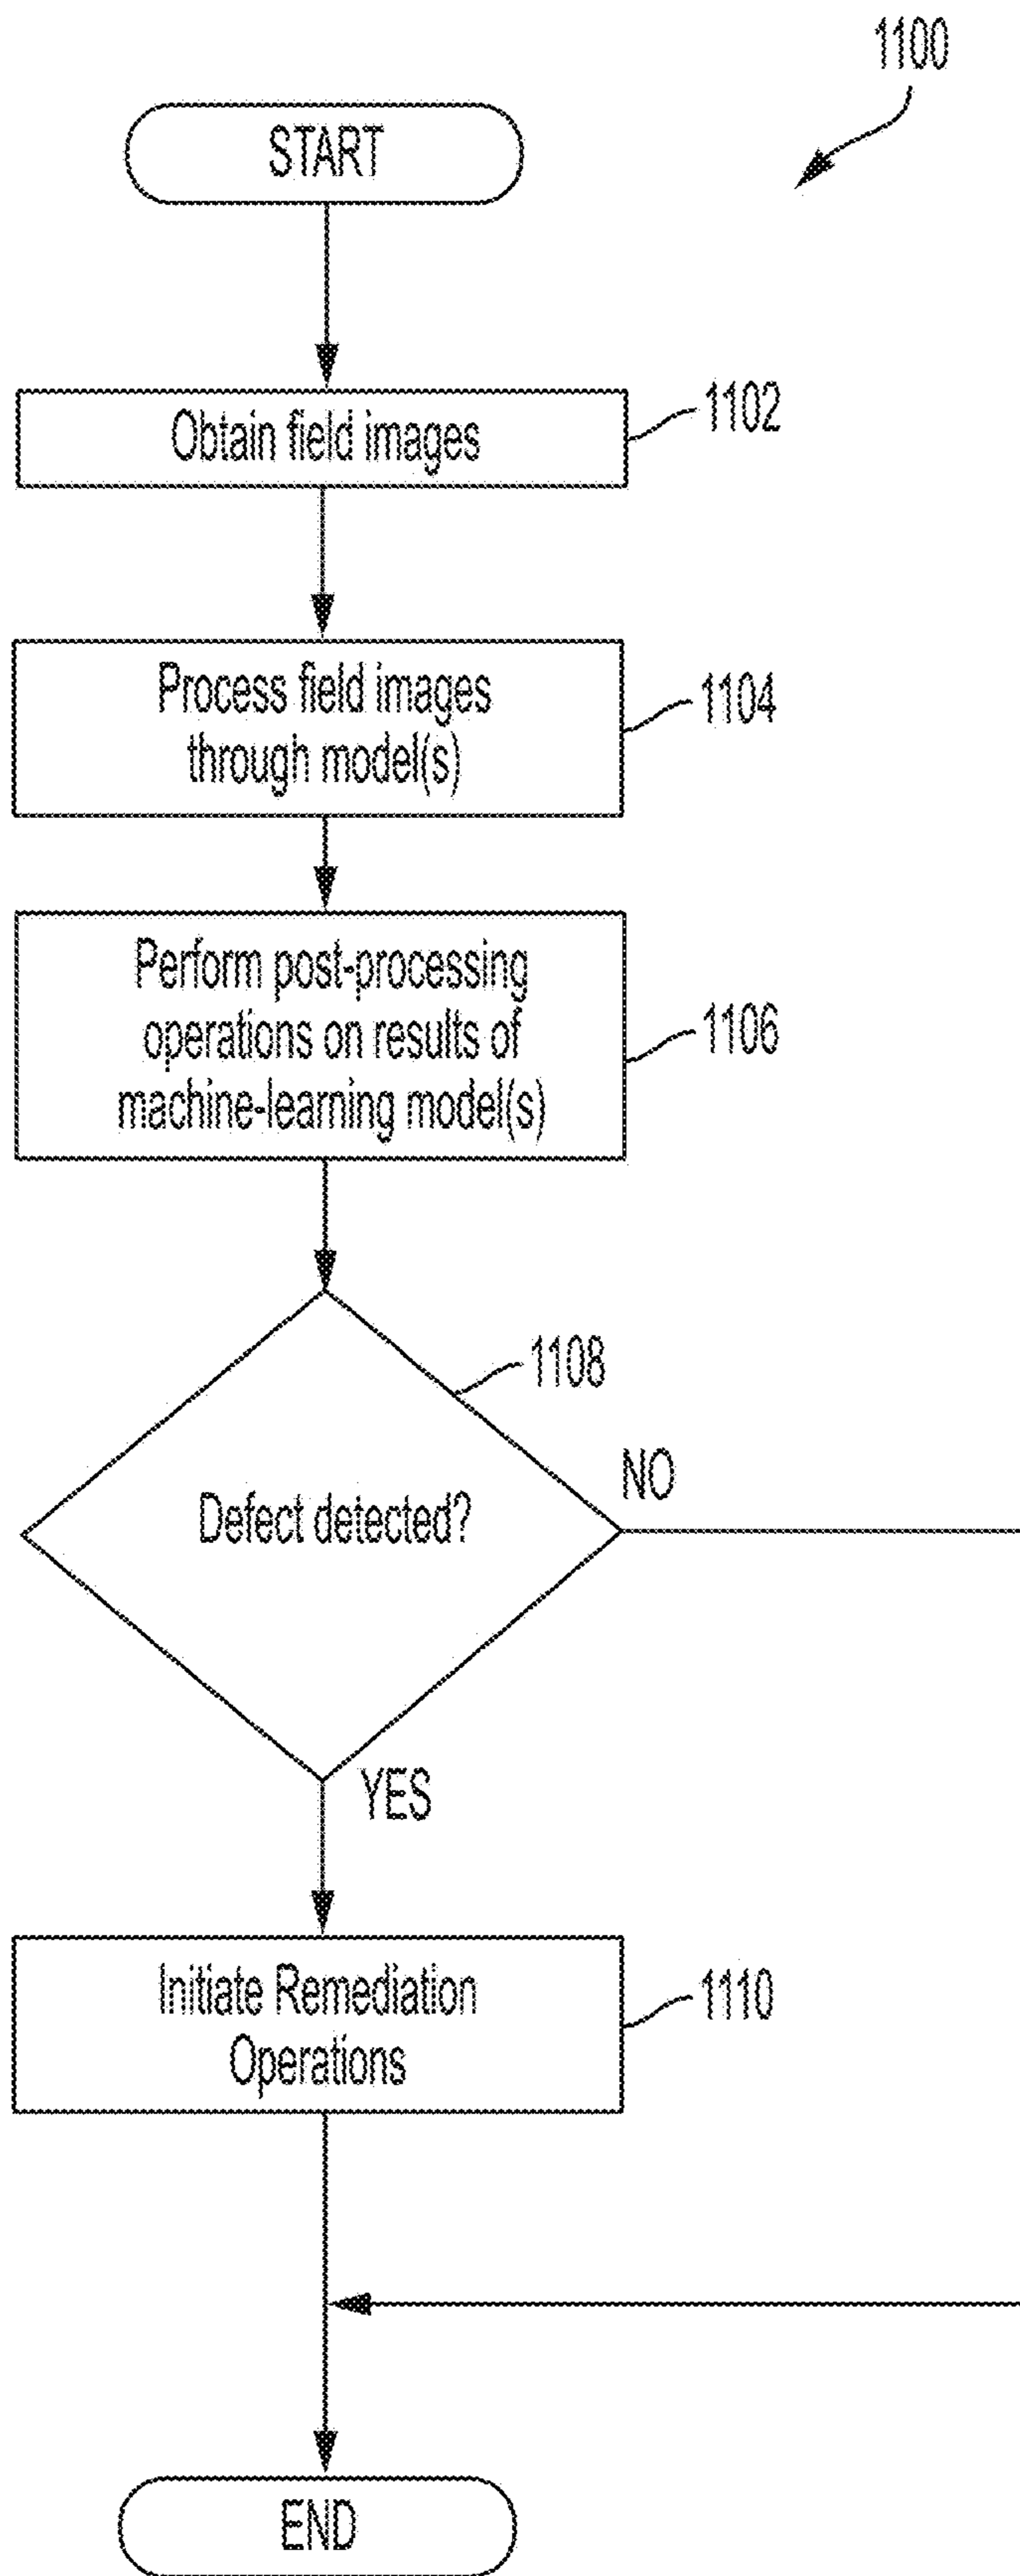 1100
START
Obtain field images
1102
Process field images
through model(s)
1104
Perform post-processing
operations on results of
machine-learning model(s)
1106
1108
Defect detected?
NO
YES
Initiate Remediation
Operations
1110
END